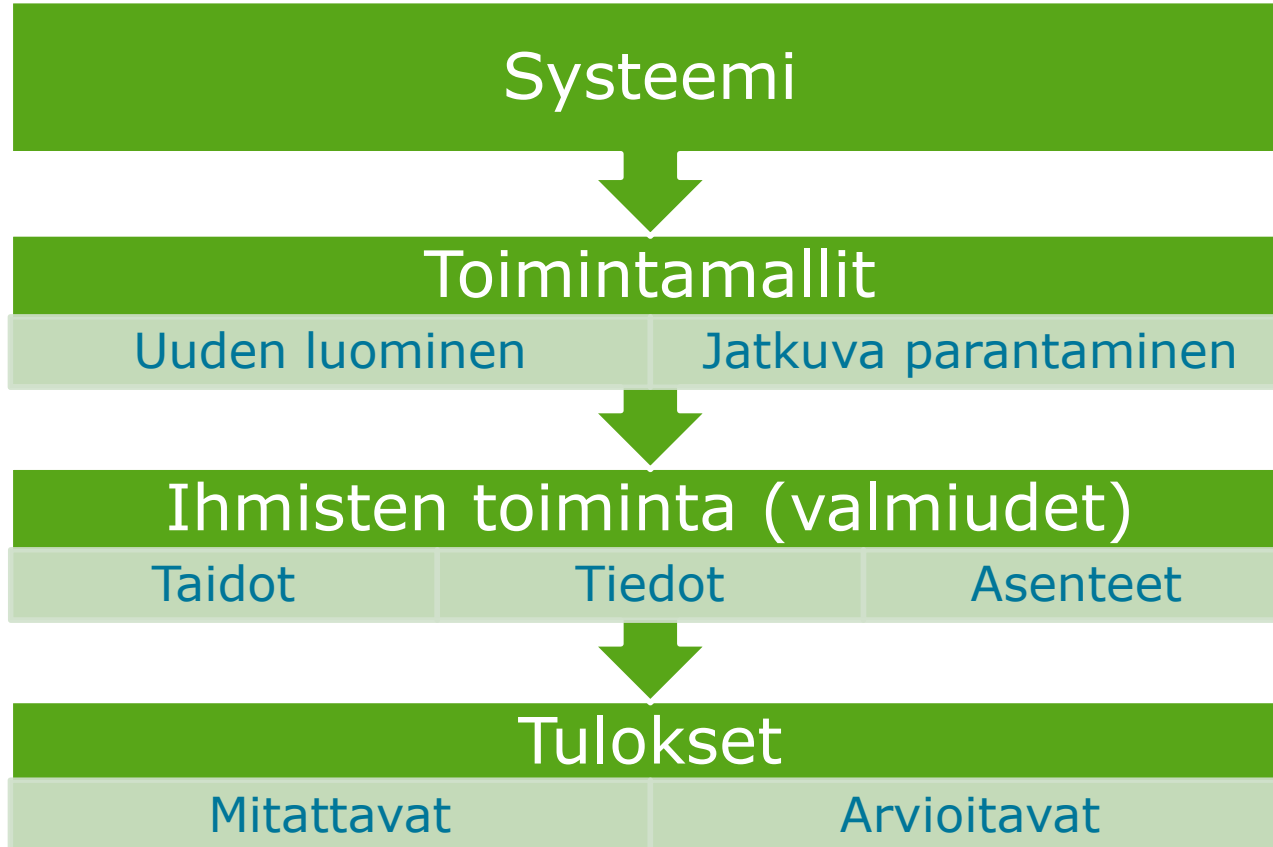 Systeemi
Toimintamallit
Uuden luominen
Jatkuva parantaminen
Ihmisten toiminta (valmiudet)
Taidot
Tiedot
Asenteet
Tulokset
Mitattavat
Arvioitavat